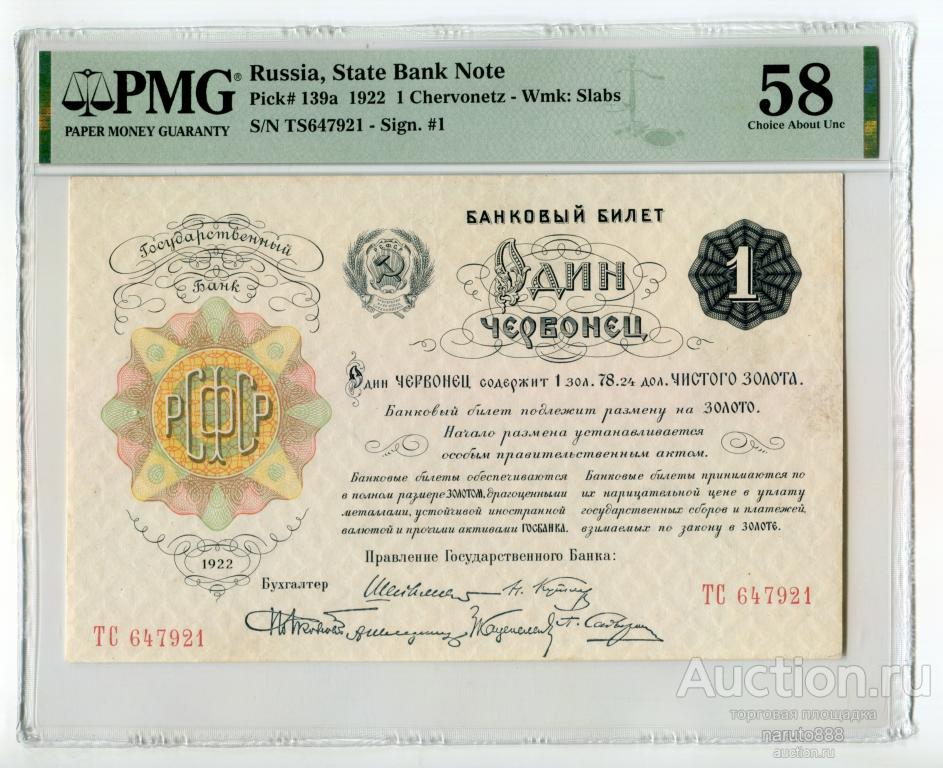 PMG®
PAPER MONEY GUARANTY
Russia, State Bank Note
Pick# 139a 1922 1 Chervonetz - Wmk: Slabs
S/N TS647921 - Sign. #1
58
Choice About Unc
Государственный
Банк
РСФСР
БАНКОВЫЙ БИЛЕТ
ОДИН
ЧЕРВОНЕЦ
1
Один ЧЕРВОНЕЦ содержит 1 зол. 78.24 дол. ЧИСТОГО ЗОЛОТА.
Банковый билет подлежит размену на ЗОЛОТО.
Начало размена устанавливается
особым правительственным актом.
Банковые билеты обеспечиваются
в полном размере ЗОЛОТОМ, драгоценными
металлами, устойчивой иностранной
валютой и прочими активами ГОСБАНКА.
Банковые билеты принимаются по
их нарицательной цене в уплату
государственных сборов и платежей,
взимаемых по закону в ЗОЛОТЕ.
РСФСР
1922
Правление Государственного Банка:
Бухгалтер
ТС 647921
ТС 647921
Auction.ru
торговая площадка
naruto888
auction.ru